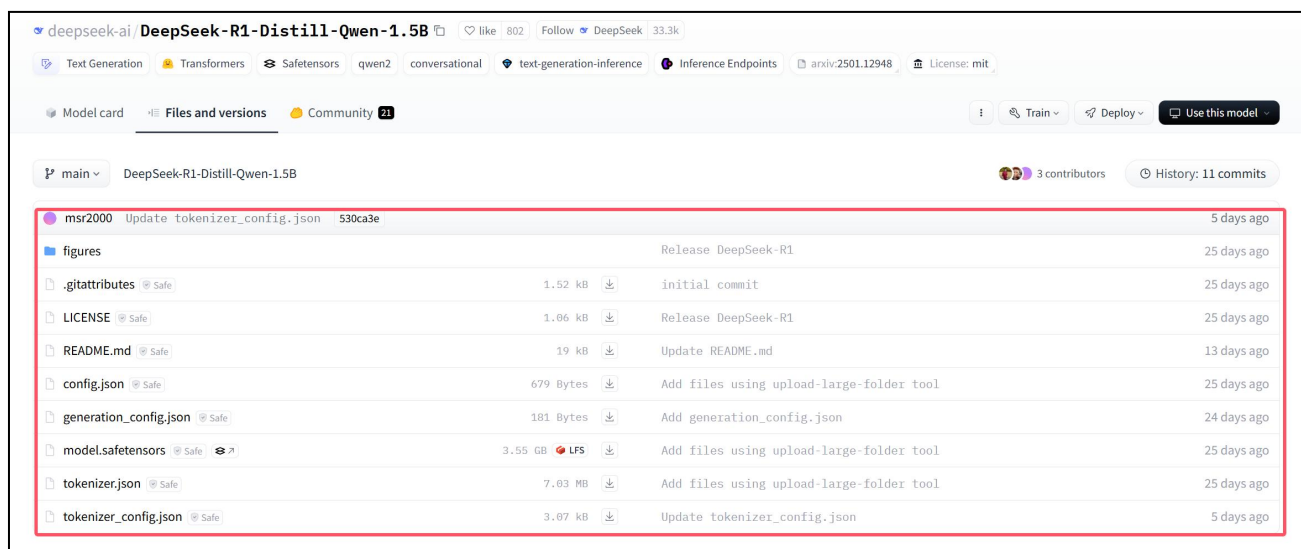 deepseek-ai/DeepSeek-R1-Distill-Qwen-1.5B like 802 Follow DeepSeek 33.3k
Text Generation Transformers Safetensors qwen2 conversational text-generation-inference Inference Endpoints arxiv:2501.12948 License: mit
Model card Files and versions Community 21 Train Deploy Use this model
main DeepSeek-R1-Distill-Qwen-1.5B 3 contributors History: 11 commits
msr2000 Update tokenizer_config.json 530ca3e 5 days ago
figures Release DeepSeek-R1 25 days ago
.gitattributes Safe 1.52 kB initial commit 25 days ago
LICENSE Safe 1.06 kB Release DeepSeek-R1 25 days ago
README.md Safe 19 kB Update README.md 13 days ago
config.json Safe 679 Bytes Add files using upload-large-folder tool 25 days ago
generation_config.json Safe 181 Bytes Add generation_config.json 24 days ago
model.safetensors Safe 3.55 GB LFS Add files using upload-large-folder tool 25 days ago
tokenizer.json Safe 7.03 MB Add files using upload-large-folder tool 25 days ago
tokenizer_config.json Safe 3.07 kB Update tokenizer_config.json 5 days ago